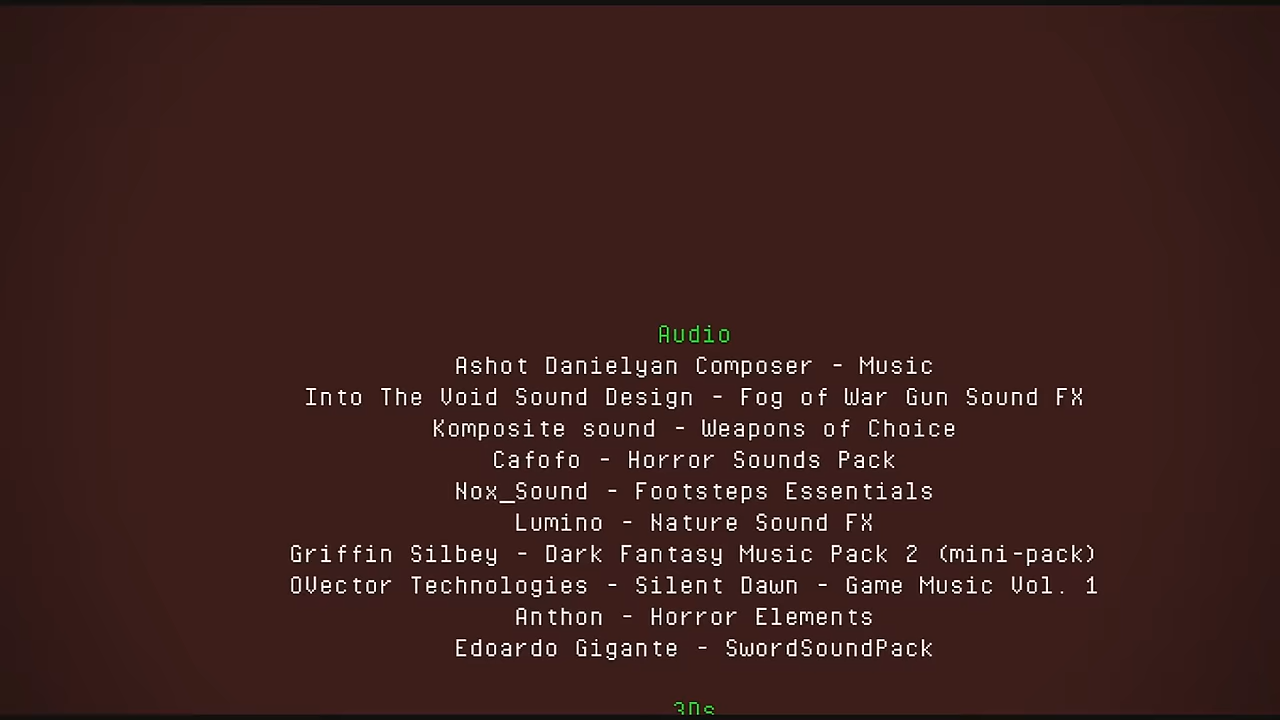 Audio
Ashot Danielyan Composer - Music
Into The Void Sound Design - Fog of War Gun Sound FX
Komposite sound - Weapons of Choice
Cafofo - Horror Sounds Pack
Nox_Sound - Footsteps Essentials
Lumino - Nature Sound FX
Griffin Silbey - Dark Fantasy Music Pack 2 (mini-pack)
OVector Technologies - Silent Dawn - Game Music Vol. 1
Anthon - Horror Elements
Edoardo Gigante - SwordSoundPack
3Ds